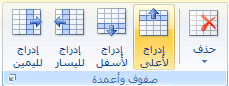 حذف
إدراج لأعلى
إدراج لأسفل
إدراج لليسار
إدراج لليمين
صفوف وأعمدة